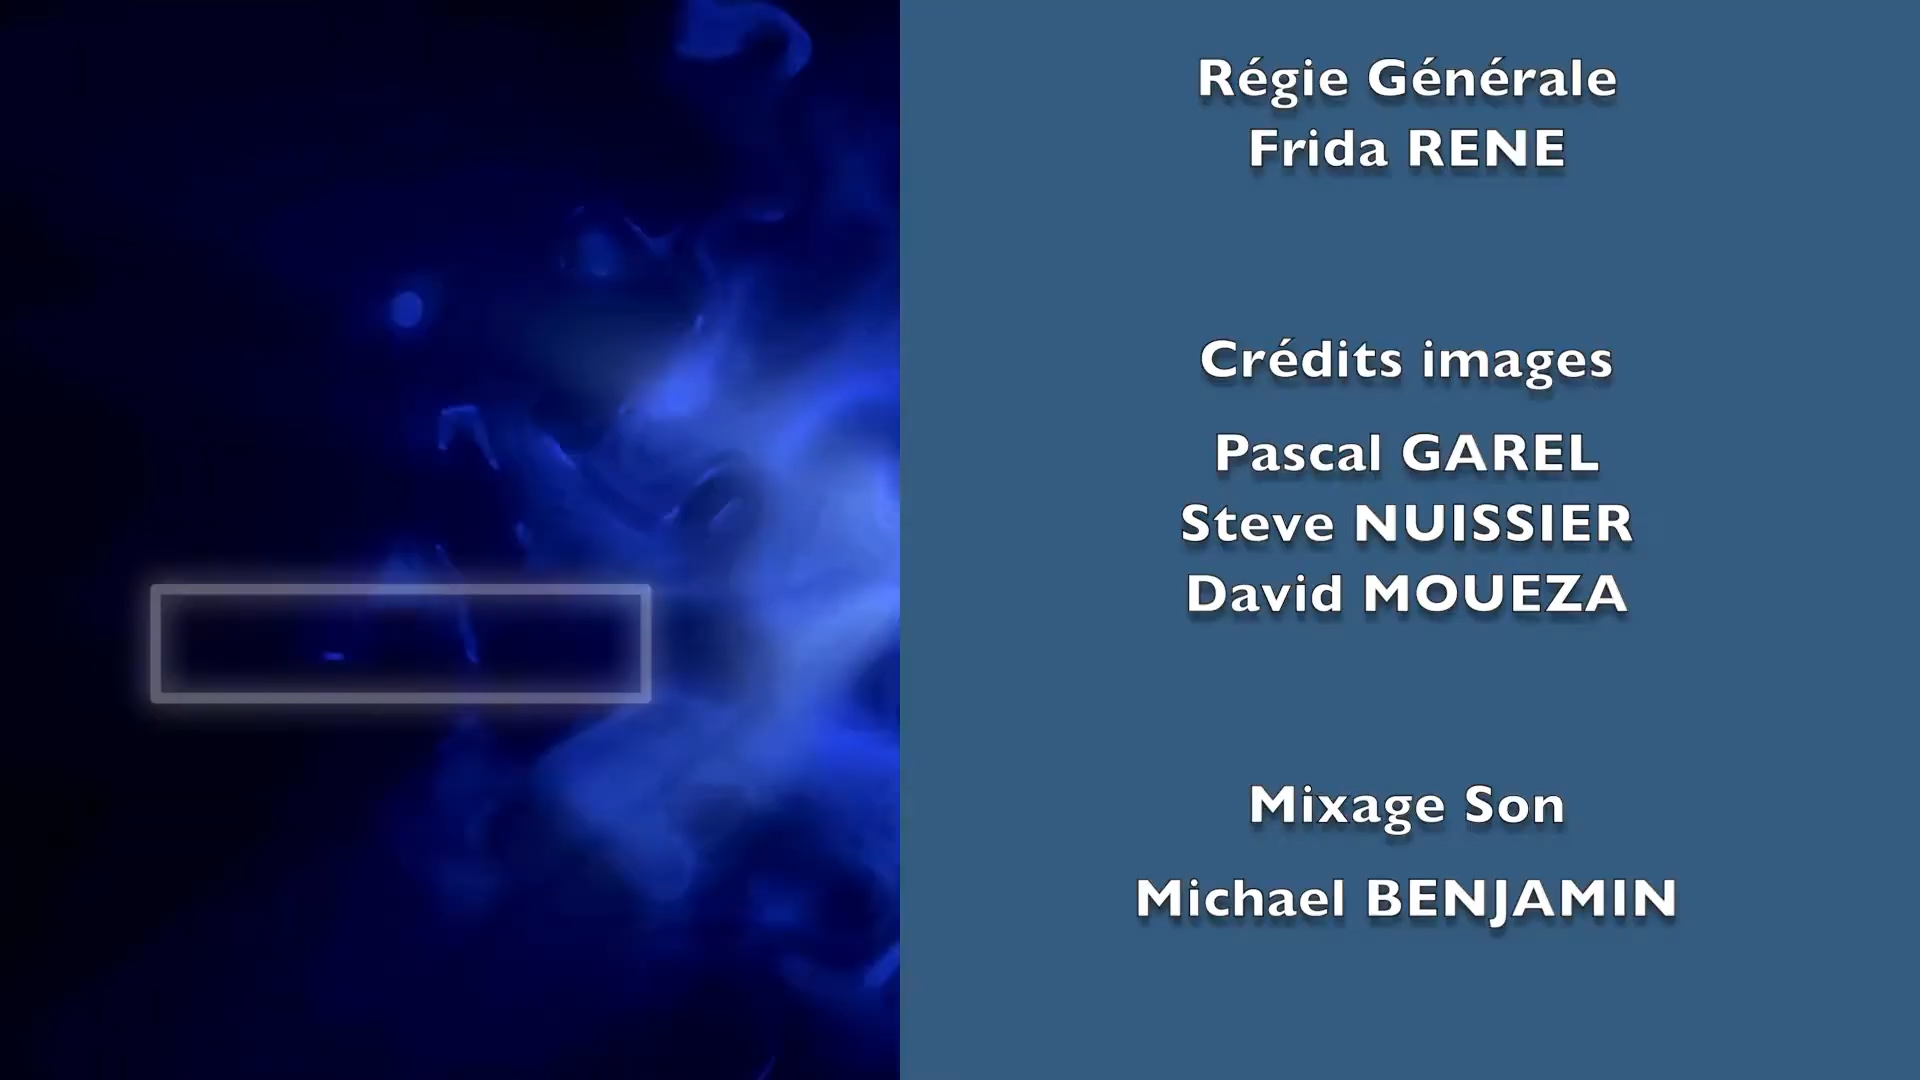 Régie Générale
Frida RENE
Crédits images
Pascal GAREL
Steve NUISSIER
David MOUEZA
Mixage Son
Michael BENJAMIN